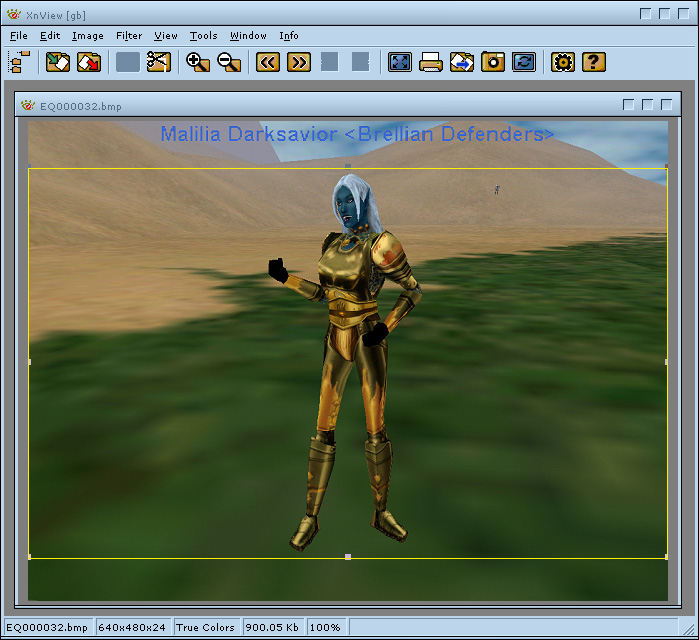 XnView [gb]
File Edit Image Filter View Tools Window Info
?
EQ000032.bmp
Malilia Darksavior <Brellian Defenders>
EQ000032.bmp 640x480x24 True Colors 900.05 Kb 100%